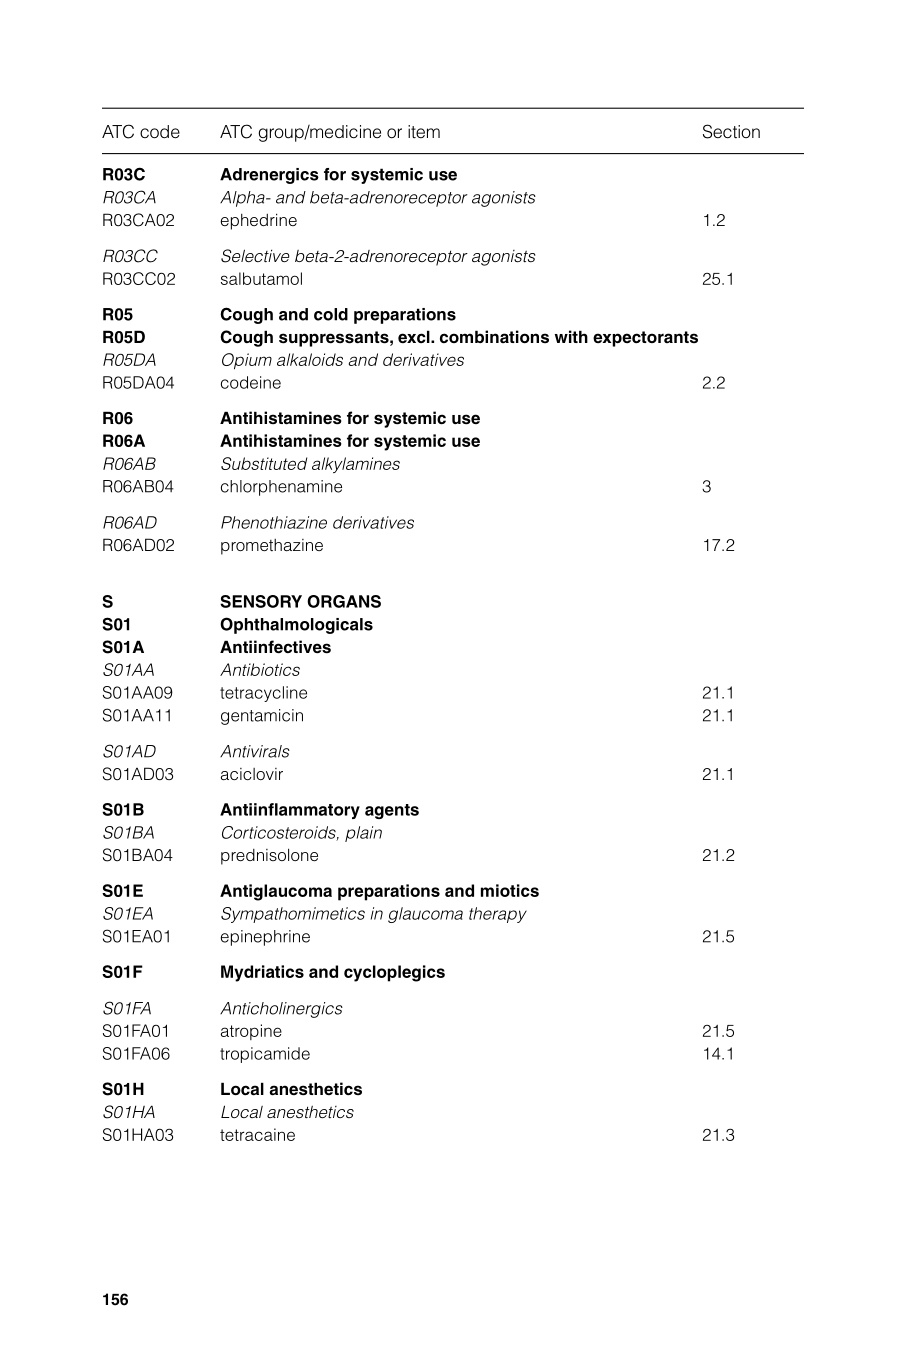 ATC code ATC group/medicine or item Section
R03C Adrenergics for systemic use
R03CA Alpha- and beta-adrenoreceptor agonists
R03CA02 ephedrine 1.2
R03CC Selective beta-2-adrenoreceptor agonists
R03CC02 salbutamol 25.1
R05 Cough and cold preparations
R05D Cough suppressants, excl. combinations with expectorants
R05DA Opium alkaloids and derivatives
R05DA04 codeine 2.2
R06 Antihistamines for systemic use
R06A Antihistamines for systemic use
R06AB Substituted alkylamines
R06AB04 chlorphenamine 3
R06AD Phenothiazine derivatives
R06AD02 promethazine 17.2
S SENSORY ORGANS
S01 Ophthalmologicals
S01A Antiinfectives
S01AA Antibiotics
S01AA09 tetracycline 21.1
S01AA11 gentamicin 21.1
S01AD Antivirals
S01AD03 aciclovir 21.1
S01B Antiinflammatory agents
S01BA Corticosteroids, plain
S01BA04 prednisolone 21.2
S01E Antiglaucoma preparations and miotics
S01EA Sympathomimetics in glaucoma therapy
S01EA01 epinephrine 21.5
S01F Mydriatics and cycloplegics
S01FA Anticholinergics
S01FA01 atropine 21.5
S01FA06 tropicamide 14.1
S01H Local anesthetics
S01HA Local anesthetics
S01HA03 tetracaine 21.3
156